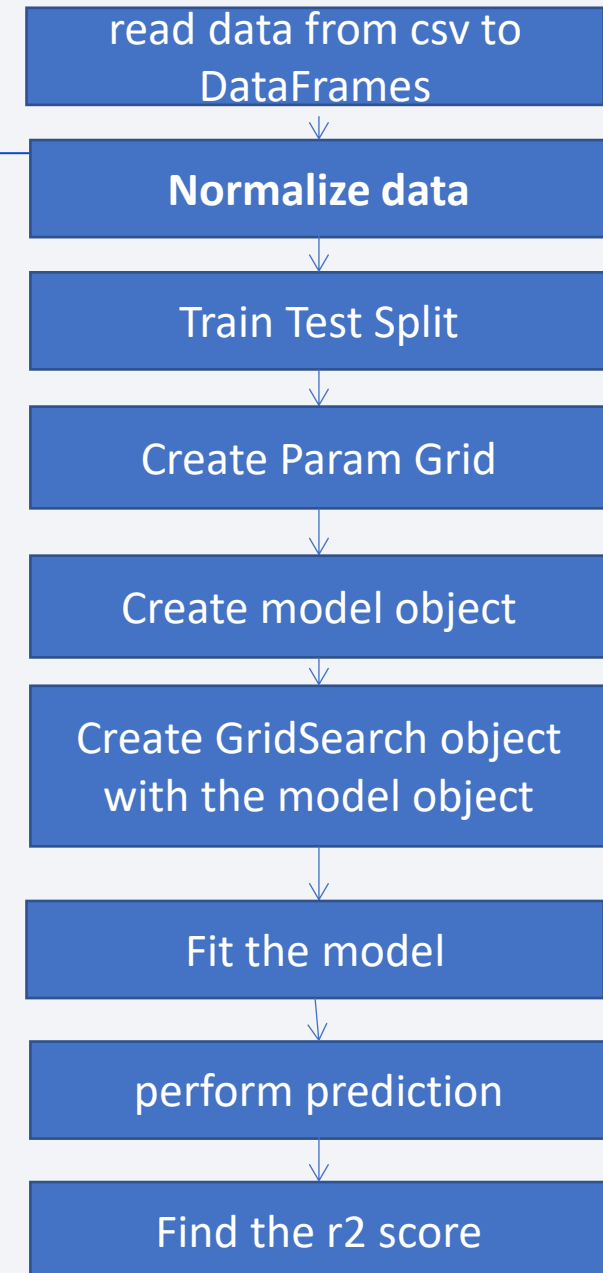 read data from csv to
DataFrames
Normalize data
Train Test Split
Create Param Grid
Create model object
Create GridSearch object
with the model object
Fit the model
perform prediction
Find the r2 score